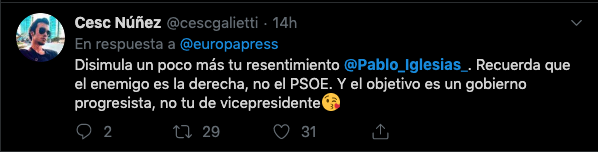 Cesc Núñez @cescgalietti · 14h
En respuesta a @europapress
Disimula un poco más tu resentimiento @Pablo_Iglesias_. Recuerda que
el enemigo es la derecha, no el PSOE. Y el objetivo es un gobierno
progresista, no tu de vicepresidente😘
2 29 31